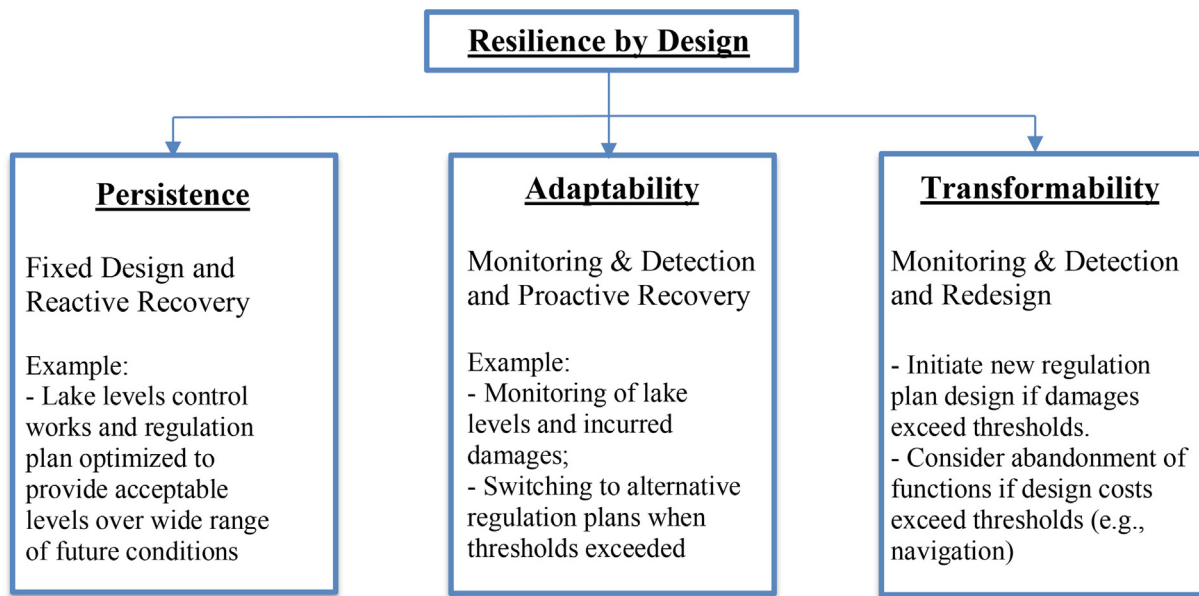 Resilience by Design
Persistence
Fixed Design and
Reactive Recovery
Example:
- Lake levels control
works and regulation
plan optimized to
provide acceptable
levels over wide range
of future conditions
Adaptability
Monitoring & Detection
and Proactive Recovery
Example:
- Monitoring of lake
levels and incurred
damages;
- Switching to alternative
regulation plans when
thresholds exceeded
Transformability
Monitoring & Detection
and Redesign
- Initiate new regulation
plan design if damages
exceed thresholds.
- Consider abandonment of
functions if design costs
exceed thresholds (e.g.,
navigation)